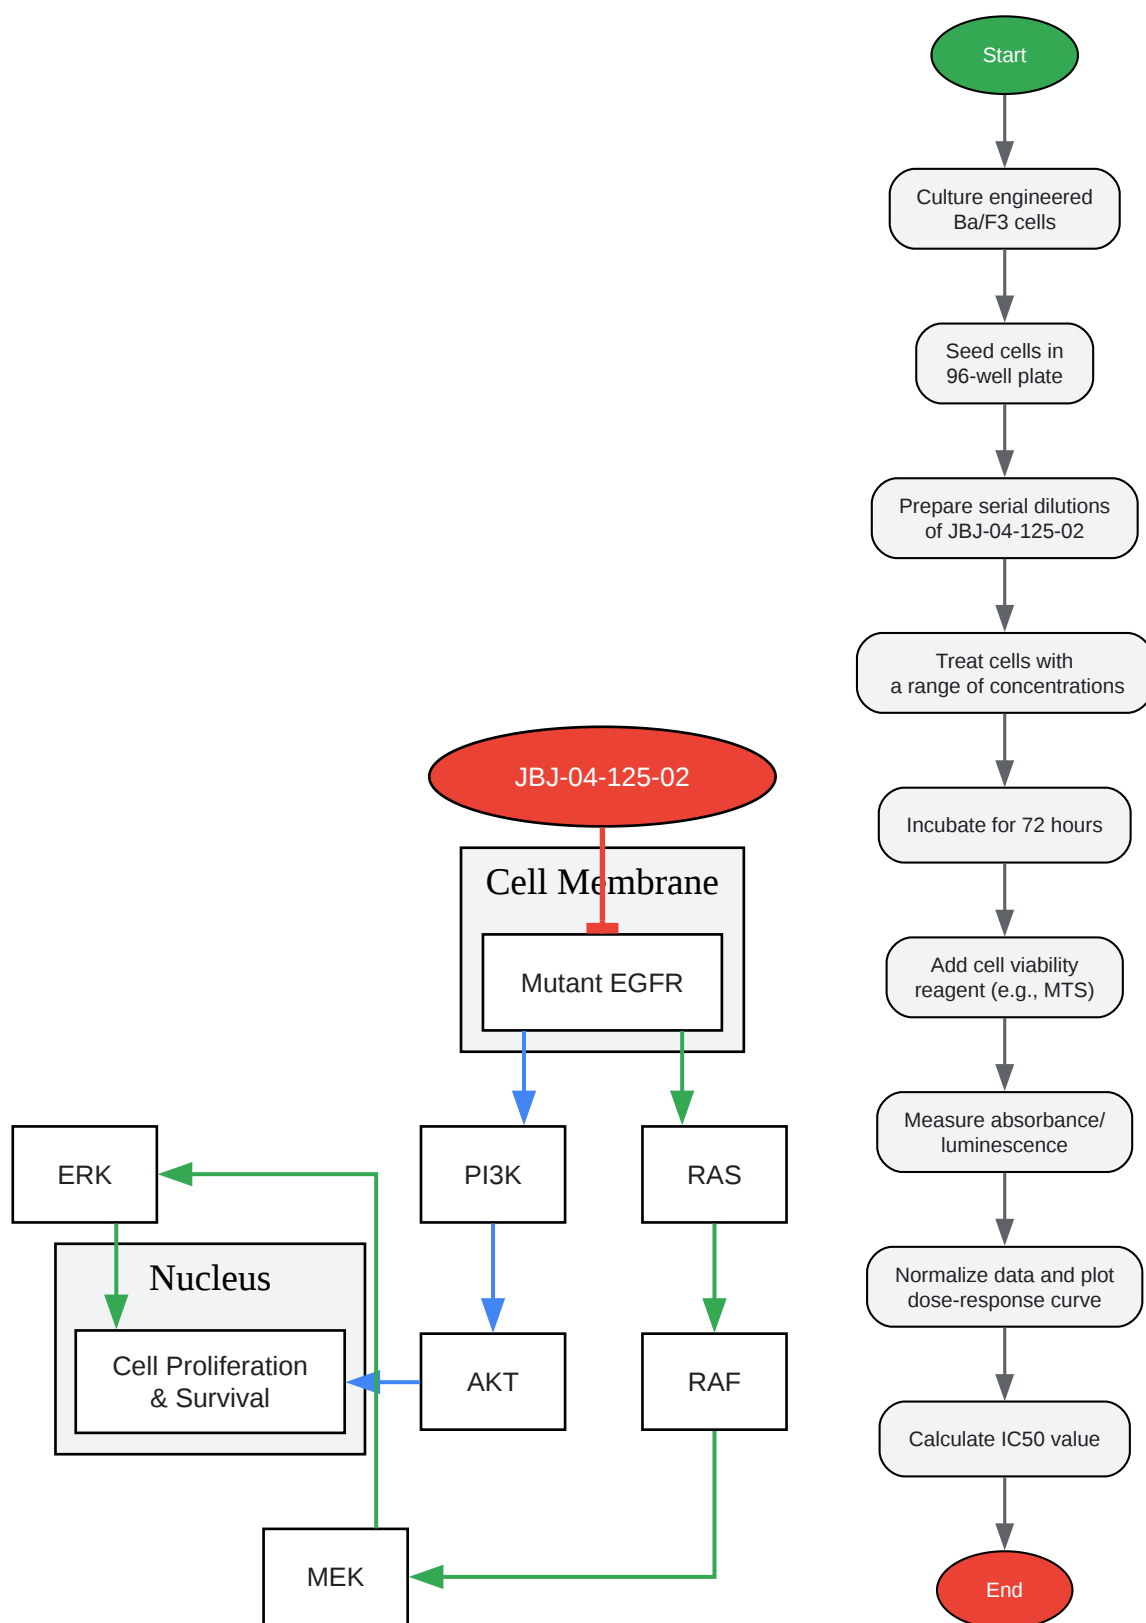 JBJ-04-125-02
Cell Membrane
Mutant EGFR
ERK
PI3K
RAS
Nucleus
Cell Proliferation
& Survival
AKT
RAF
MEK
Start
Culture engineered
Ba/F3 cells
Seed cells in
96-well plate
Prepare serial dilutions
of JBJ-04-125-02
Treat cells with
a range of concentrations
Incubate for 72 hours
Add cell viability
reagent (e.g., MTS)
Measure absorbance/
luminescence
Normalize data and plot
dose-response curve
Calculate IC50 value
End